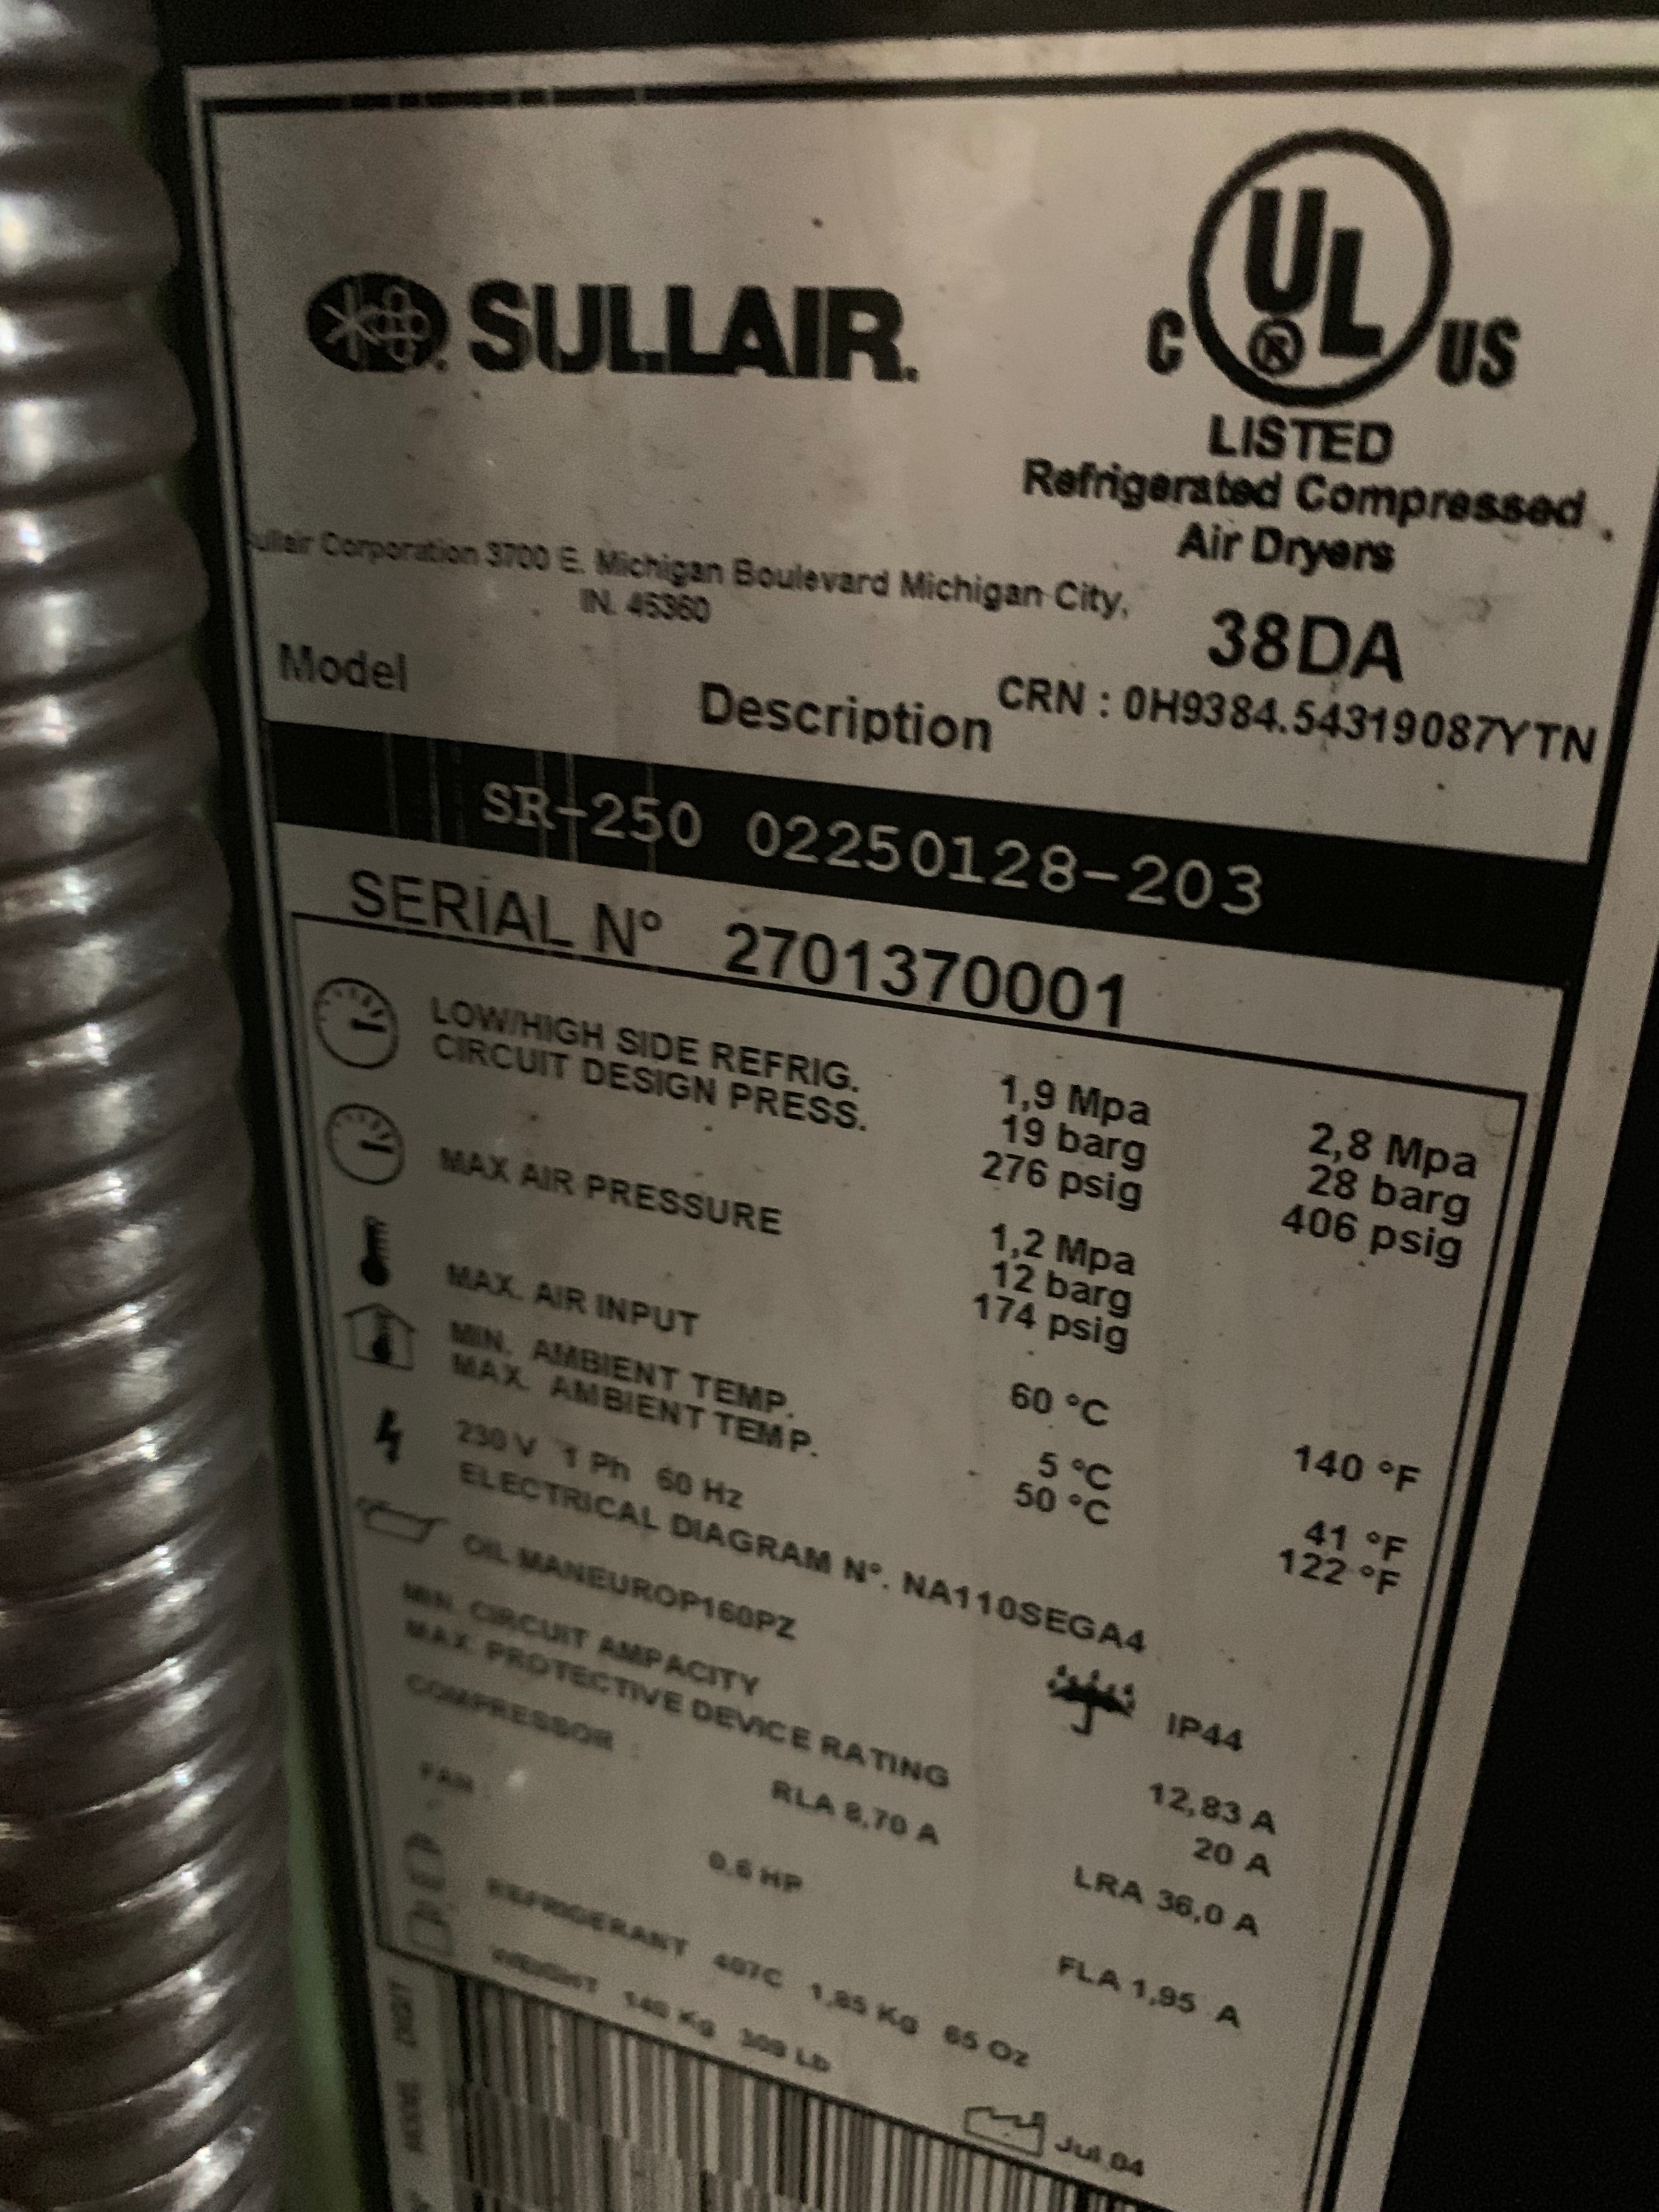 SULLAIR.
C UL® US
LISTED
Refrigerated Compressed
Air Dryers
38DA
CRN : 0H9384.54319087YTN
ullair Corporation 3700 E. Michigan Boulevard Michigan City,
IN. 46360
Model Description
SR-250 02250128-203
SERIAL Nº 2701370001
LOW/HIGH SIDE REFRIG.
CIRCUIT DESIGN PRESS.
1,9 Mpa 2,8 Mpa
19 barg 28 barg
276 psig 406 psig
MAX AIR PRESSURE
1,2 Mpa
12 barg
174 psig
MAX. AIR INPUT 60 °C 140 °F
MIN. AMBIENT TEMP. 5 °C 41 °F
MAX. AMBIENT TEMP. 50 °C 122 °F
230 V 1 Ph 60 Hz
ELECTRICAL DIAGRAM Nº. NA110SEGA4
OIL MANEUROP160PZ IP44
MIN. CIRCUIT AMPACITY 12,83 A
MAX. PROTECTIVE DEVICE RATING 20 A
COMPRESSOR : RLA 8,70 A LRA 36,0 A
FAN : 0.6 HP FLA 1,95 A
REFRIGERANT 407C 1,85 Kg 65 Oz
WEIGHT 140 Kg 309 Lb
Jul 04
MODEL DIGIT